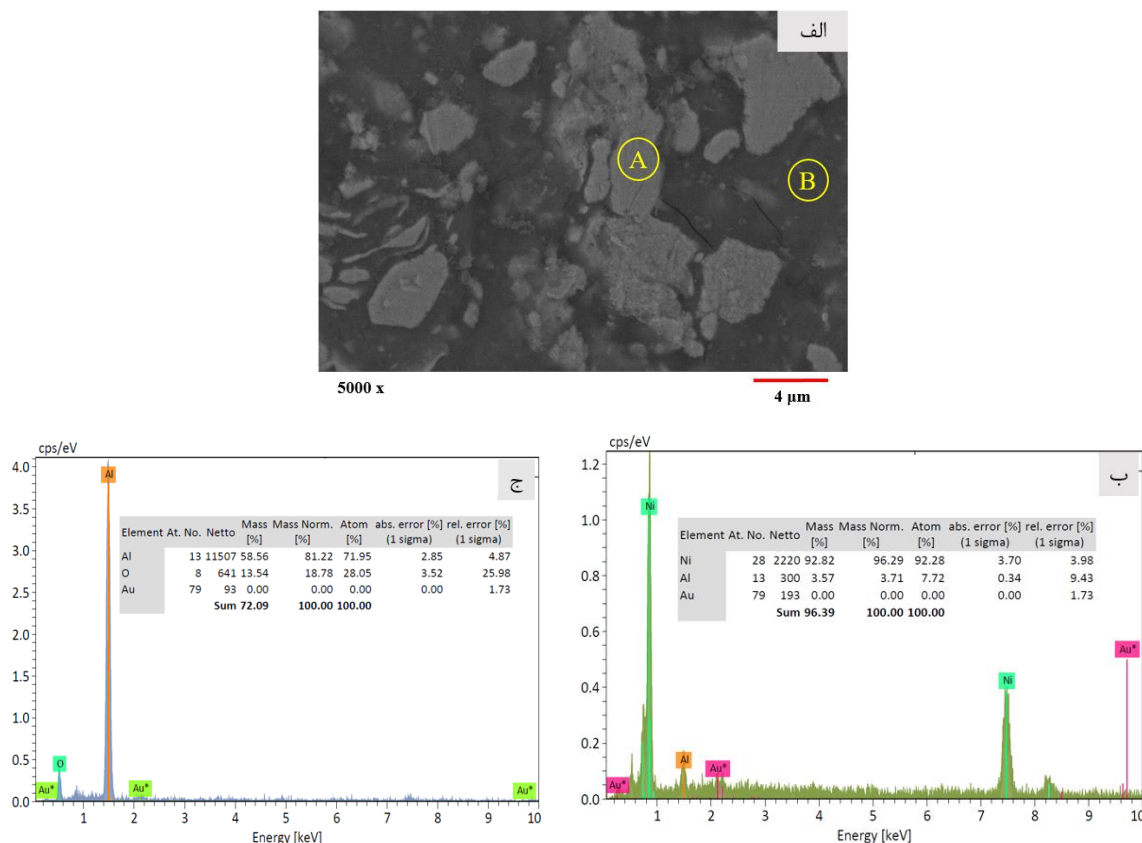 الف
A
B
5000 x
4 µm
cps/eV
ج
4.0
3.5
3.0
2.5
2.0
1.5
1.0
0.5
0.0
Al
O
Au*
Au*
Au*
Element At. No. Netto Mass [%] Mass Norm. [%] Atom [%] abs. error [%] (1 sigma) rel. error [%] (1 sigma)
Al 13 11507 58.56 81.22 71.95 2.85 4.87
O 8 641 13.54 18.78 28.05 3.52 25.98
Au 79 93 0.00 0.00 0.00 0.00 1.73
Sum 72.09 100.00 100.00
1 2 3 4 5 6 7 8 9 10
Energy [keV]
cps/eV
ب
1.2
1.0
0.8
0.6
0.4
0.2
0.0
Ni
Al
Au*
Au*
Ni
Au*
Element At. No. Netto Mass [%] Mass Norm. [%] Atom [%] abs. error [%] (1 sigma) rel. error [%] (1 sigma)
Ni 28 2220 92.82 96.29 92.28 3.70 3.98
Al 13 300 3.57 3.71 7.72 0.34 9.43
Au 79 193 0.00 0.00 0.00 0.00 1.73
Sum 96.39 100.00 100.00
1 2 3 4 5 6 7 8 9 10
Energy [keV]